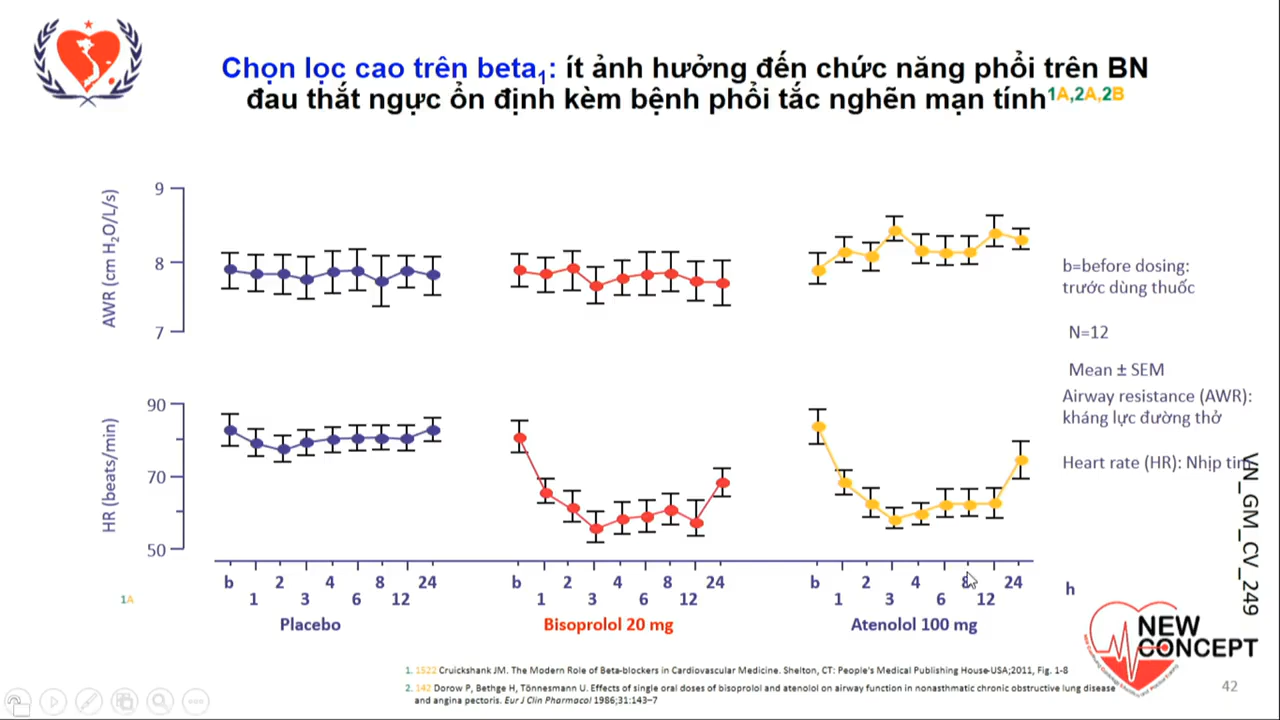 Chọn lọc cao trên beta1: ít ảnh hưởng đến chức năng phổi trên BN
đau thắt ngực ổn định kèm bệnh phổi tắc nghẽn mạn tính1A,2A,2B
AWR (cm H2O/L/s)
9
8
7
HR (beats/min)
90
70
50
b 1 2 3 4 6 8 12 24
Placebo
b 1 2 3 4 6 8 12 24
Bisoprolol 20 mg
b 1 2 3 4 6 8 12 24
Atenolol 100 mg
h
b=before dosing:
trước dùng thuốc
N=12
Mean ± SEM
Airway resistance (AWR):
kháng lực đường thở
Heart rate (HR): Nhịp tim
VN_GM_CV_249
1A
NEW
CONCEPT
1. 1522 Cruickshank JM. The Modern Role of Beta-blockers in Cardiovascular Medicine. Shelton, CT: People's Medical Publishing House-USA;2011, Fig. 1-8
2. 142 Dorow P, Bethge H, Tönnesmann U. Effects of single oral doses of bisoprolol and atenolol on airway function in nonasthmatic chronic obstructive lung disease
and angina pectoris. Eur J Clin Pharmacol 1986;31:143–7
42